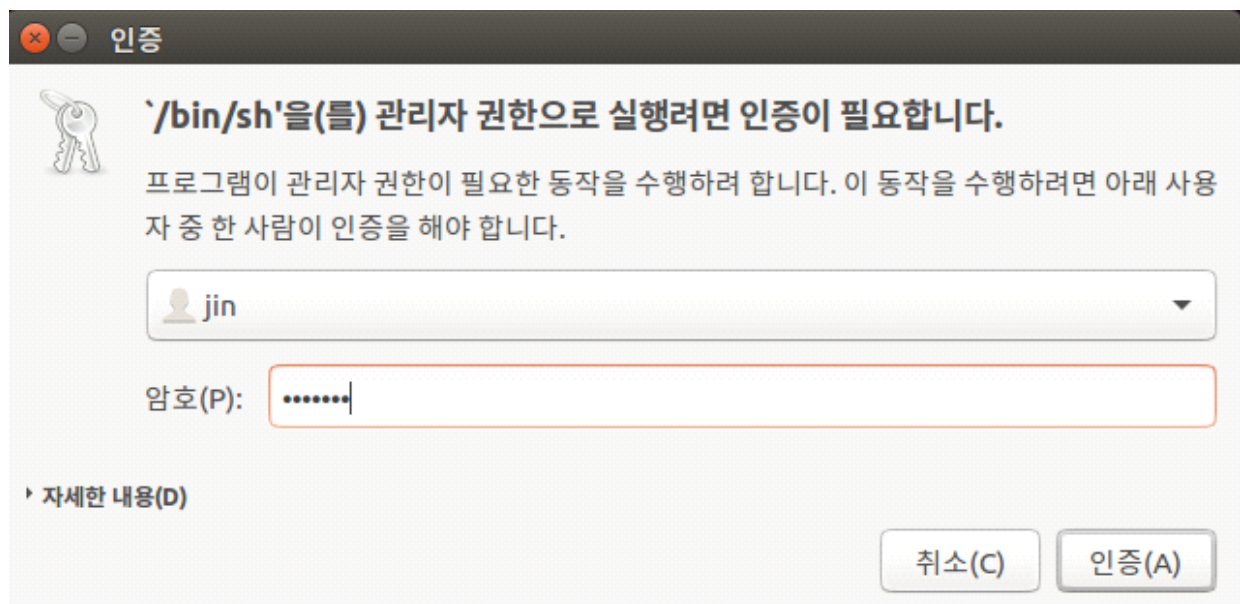 인증
`/bin/sh'을(를) 관리자 권한으로 실행려면 인증이 필요합니다.
프로그램이 관리자 권한이 필요한 동작을 수행하려 합니다. 이 동작을 수행하려면 아래 사용
자 중 한 사람이 인증을 해야 합니다.
jin
암호(P): •••••••
자세한 내용(D)
취소(C) 인증(A)